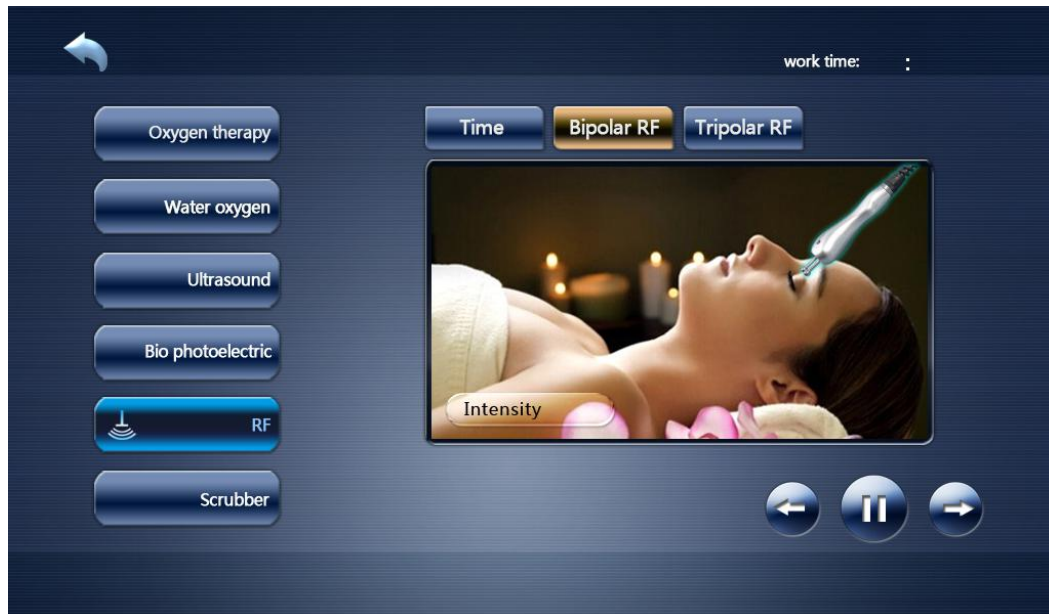 work time: :
Oxygen therapy
Water oxygen
Ultrasound
Bio photoelectric
RF
Scrubber
Time
Bipolar RF
Tripolar RF
Intensity